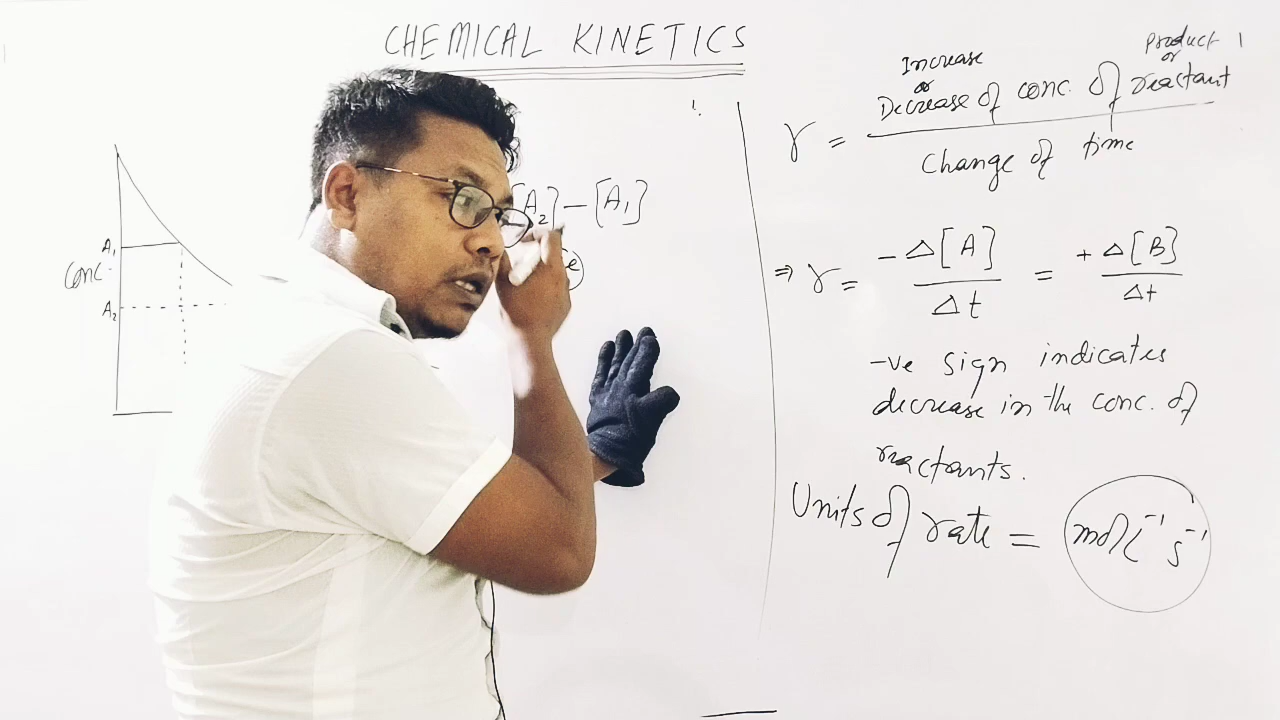 CHEMICAL KINETICS
A₁
Conc.
A₂
[A₂] − [A₁]
Product 1
Increase or
or
Decrease of conc. of reactant
r =
Change of time
⇒ r = −Δ[A] / Δt = +Δ[B] / Δt
-ve sign indicates
decrease in the conc. of
reactants.
Units of rate = mol L⁻¹ s⁻¹